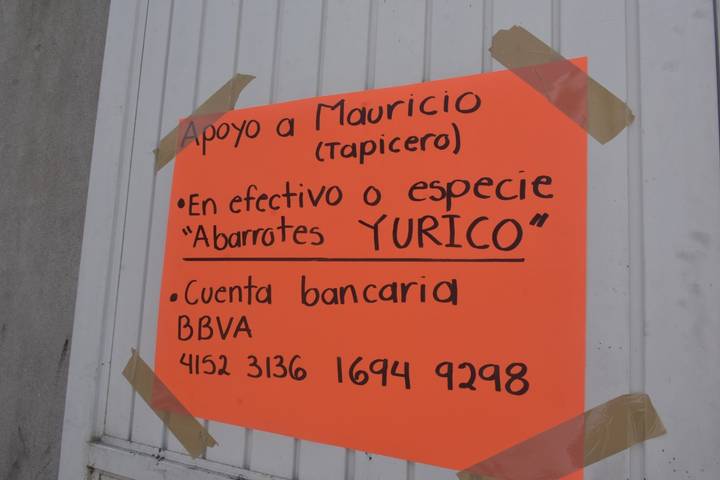 Apoyo a Mauricio
(Tapicero)
•En efectivo o especie
"Abarrotes YURICO"
•Cuenta bancaria
BBVA
4152 3136 1694 9298